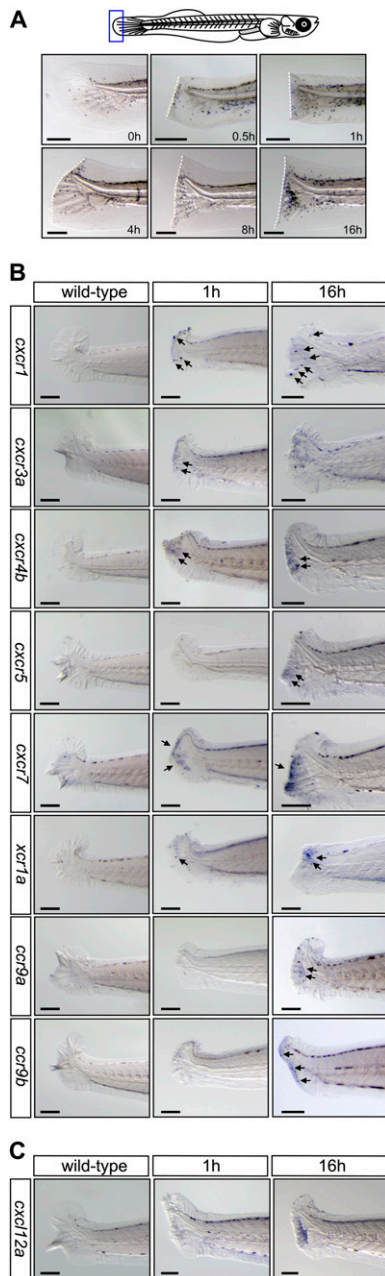 A
0h
0.5h
1h
4h
8h
16h
B
wild-type
1h
16h
cxcr1
cxcr3a
cxcr4b
cxcr5
cxcr7
xcr1a
ccr9a
ccr9b
C
wild-type
1h
16h
cxcl12a